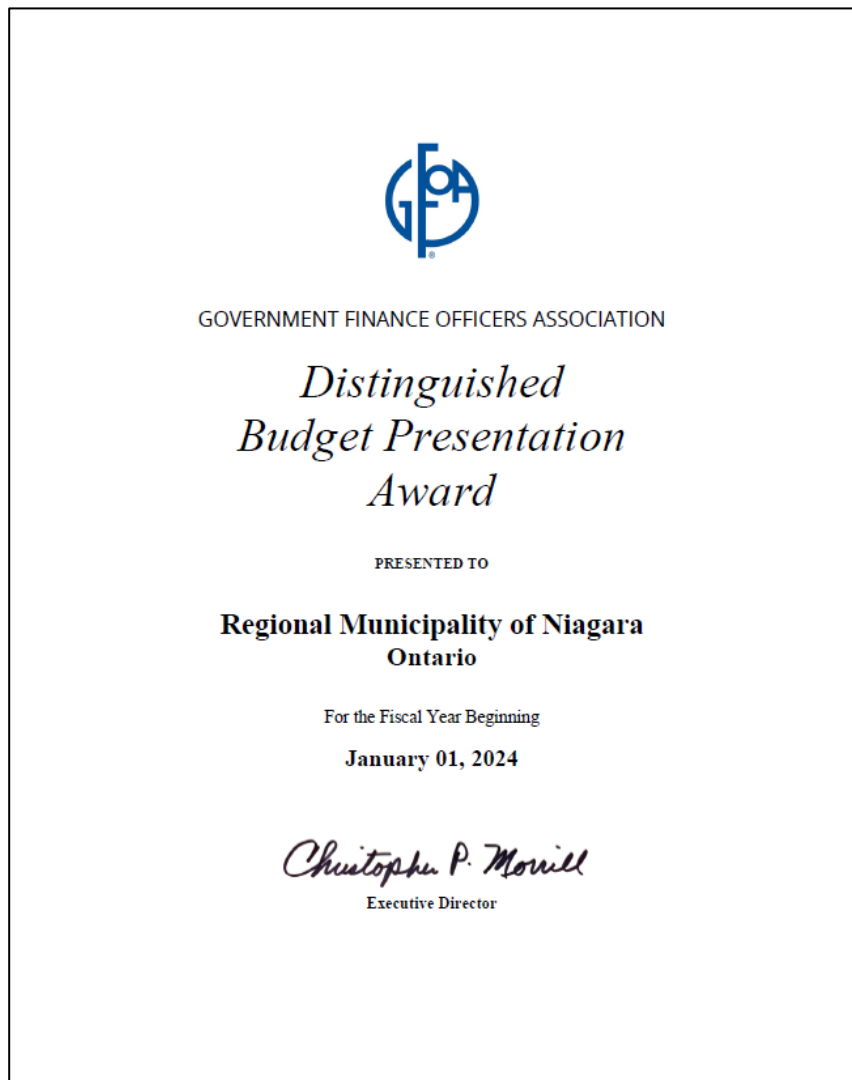 GFOA
®
GOVERNMENT FINANCE OFFICERS ASSOCIATION
Distinguished
Budget Presentation
Award
PRESENTED TO
Regional Municipality of Niagara
Ontario
For the Fiscal Year Beginning
January 01, 2024
Christopher P. Morrill
Executive Director